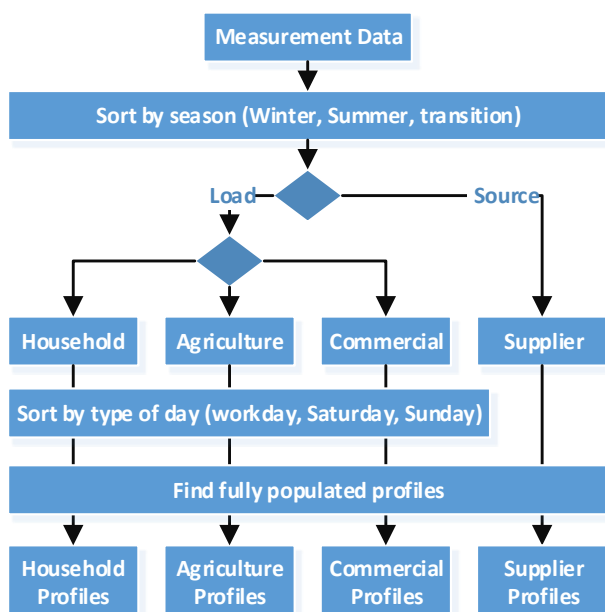 Measurement Data
Sort by season (Winter, Summer, transition)
Load
Source
Household
Agriculture
Commercial
Supplier
Sort by type of day (workday, Saturday, Sunday)
Find fully populated profiles
Household
Profiles
Agriculture
Profiles
Commercial
Profiles
Supplier
Profiles